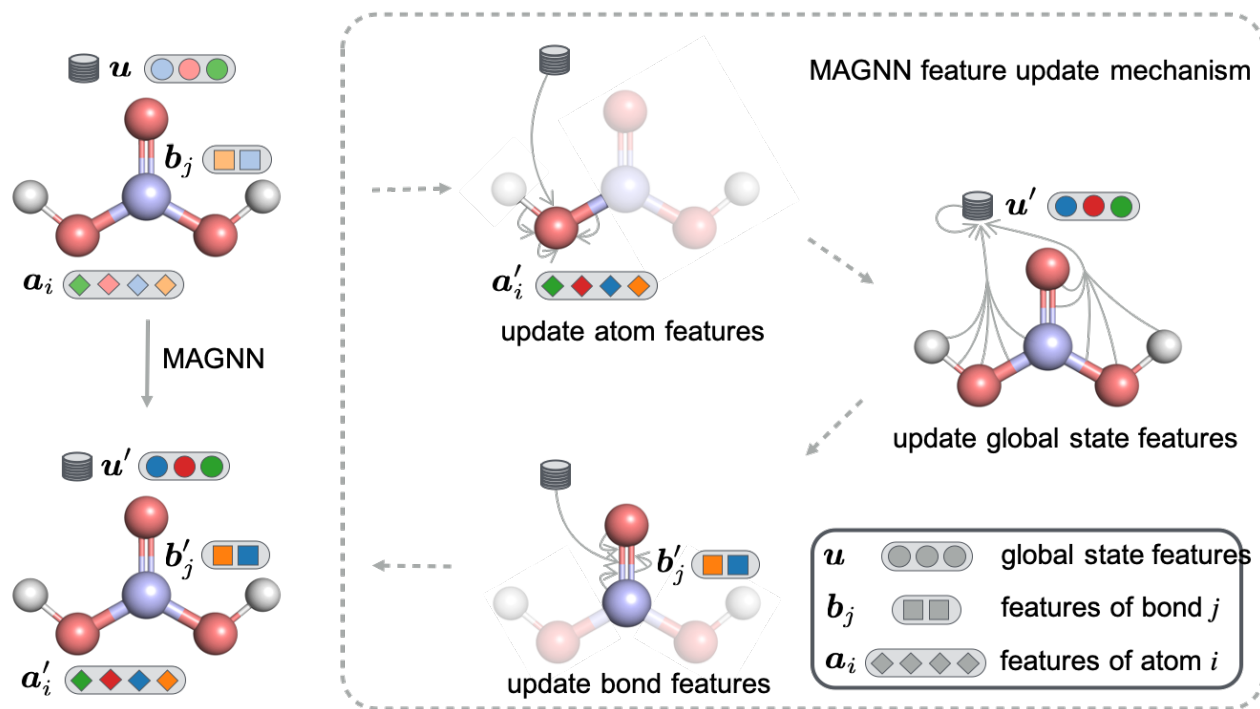 u
b_j
a_i
MAGNN
u′
b′_j
a′_i
MAGNN feature update mechanism
a′_i
update atom features
u′
update global state features
b′_j
update bond features
u global state features
b_j features of bond j
a_i features of atom i